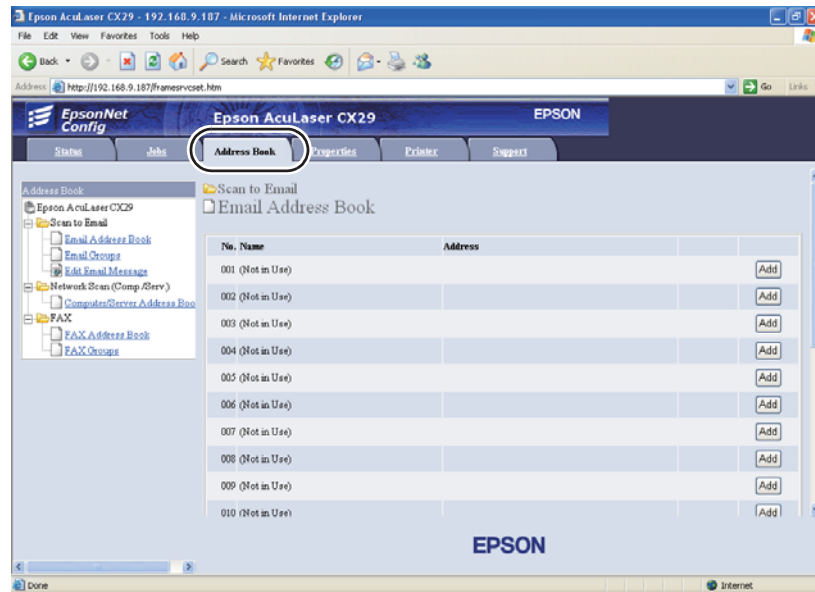 Epson AcuLaser CX29 - 192.168.9.187 - Microsoft Internet Explorer
File Edit View Favorites Tools Help
Back Search Favorites
Address http://192.168.9.187/framesrvcset.htm Go Links
EpsonNet
Config
Epson AcuLaser CX29
EPSON
Status Jobs Address Book Properties Printer Support
Address Book
Epson AcuLaser CX29
Scan to Email
Email Address Book
Email Groups
Edit Email Message
Network Scan (Comp./Serv.)
Computer/Server Address Boo
FAX
FAX Address Book
FAX Groups
Scan to Email
Email Address Book
No. Name Address
001 (Not in Use) Add
002 (Not in Use) Add
003 (Not in Use) Add
004 (Not in Use) Add
005 (Not in Use) Add
006 (Not in Use) Add
007 (Not in Use) Add
008 (Not in Use) Add
009 (Not in Use) Add
010 (Not in Use) Add
EPSON
Done Internet